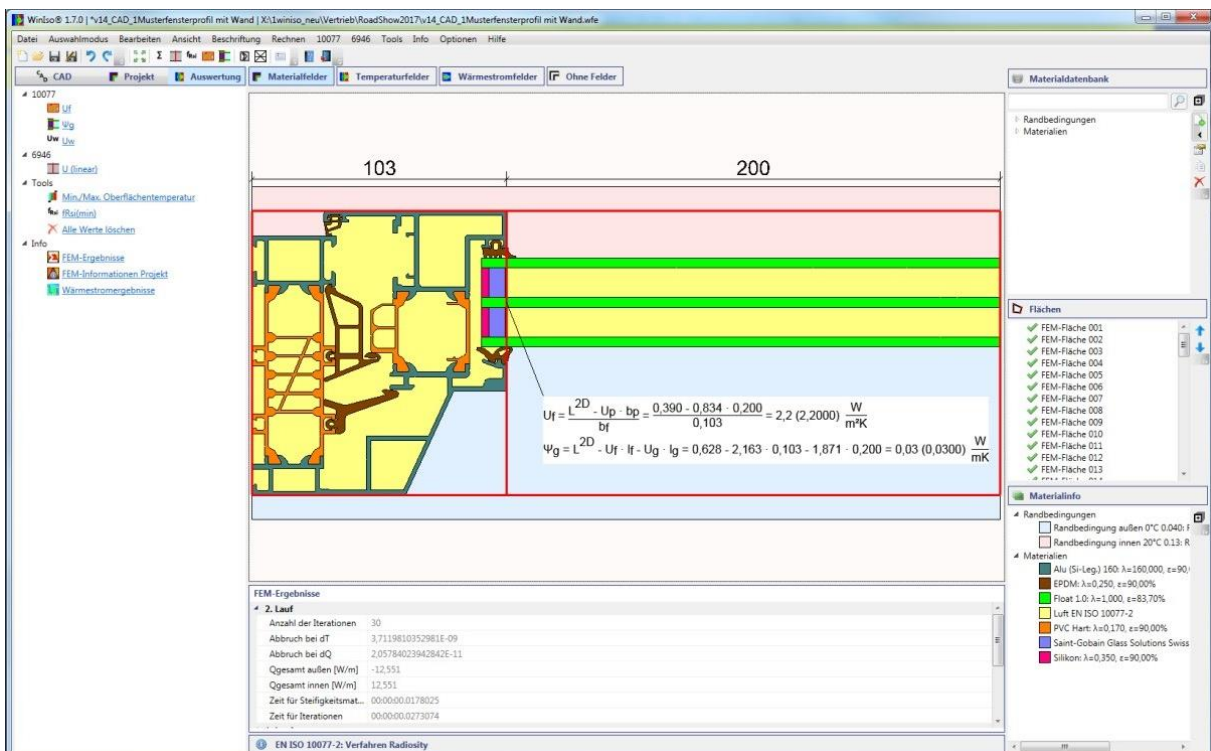 WinIso® 1.7.0 | *v14_CAD_1Musterfensterprofil mit Wand | X:\1winiso_neu\Vertrieb\RoadShow2017\v14_CAD_1Musterfensterprofil mit Wand.wfe
Datei Auswahlmodus Bearbeiten Ansicht Beschriftung Rechnen 10077 6946 Tools Info Optionen Hilfe
CAD Projekt Auswertung Materialfelder Temperaturfelder Wärmestromfelder Ohne Felder
10077
Uf
Ψg
Uw Uw
6946
U (linear)
Tools
Min./Max. Oberflächentemperatur
fRsi fRsi(min)
Alle Werte löschen
Info
FEM-Ergebnisse
FEM-Informationen Projekt
Wärmestromergebnisse
103 200
Uf = L^2D - Up · bp / bf = 0,390 - 0,834 · 0,200 / 0,103 = 2,2 (2,2000) W / m²K
Ψg = L^2D - Uf · lf - Ug · lg = 0,628 - 2,163 · 0,103 - 1,871 · 0,200 = 0,03 (0,0300) W / mK
FEM-Ergebnisse
2. Lauf
Anzahl der Iterationen 30
Abbruch bei dT 3,7119810352981E-09
Abbruch bei dQ 2,05784023942842E-11
Qgesamt außen [W/m] -12,551
Qgesamt innen [W/m] 12,551
Zeit für Steifigkeitsmat... 00:00:00.0178025
Zeit für Iterationen 00:00:00.0273074
EN ISO 10077-2: Verfahren Radiosity
Materialdatenbank
Randbedingungen
Materialien
Flächen
FEM-Fläche 001
FEM-Fläche 002
FEM-Fläche 003
FEM-Fläche 004
FEM-Fläche 005
FEM-Fläche 006
FEM-Fläche 007
FEM-Fläche 008
FEM-Fläche 009
FEM-Fläche 010
FEM-Fläche 011
FEM-Fläche 012
FEM-Fläche 013
Materialinfo
Randbedingungen
Randbedingung außen 0°C 0.040: F
Randbedingung innen 20°C 0.13: R
Materialien
Alu (Si-Leg.) 160: λ=160,000, ε=90,
EPDM: λ=0,250, ε=90,00%
Float 1.0: λ=1,000, ε=83,70%
Luft EN ISO 10077-2
PVC Hart: λ=0,170, ε=90,00%
Saint-Gobain Glass Solutions Swiss
Silikon: λ=0,350, ε=90,00%